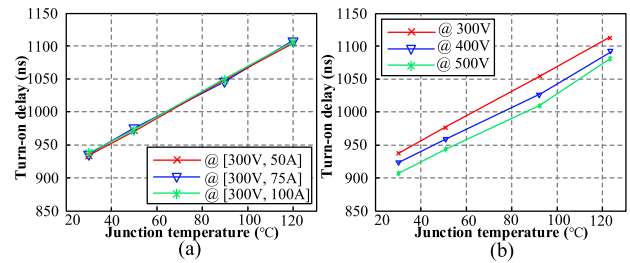 1150
1100
1050
1000
950
900
850
Turn-on delay (ns)
@ [300V, 50A]
@ [300V, 75A]
@ [300V, 100A]
20 40 60 80 100 120
Junction temperature (℃)
(a)
1150
1100
1050
1000
950
900
850
Turn-on delay (ns)
@ 300V
@ 400V
@ 500V
20 40 60 80 100 120
Junction temperature (℃)
(b)